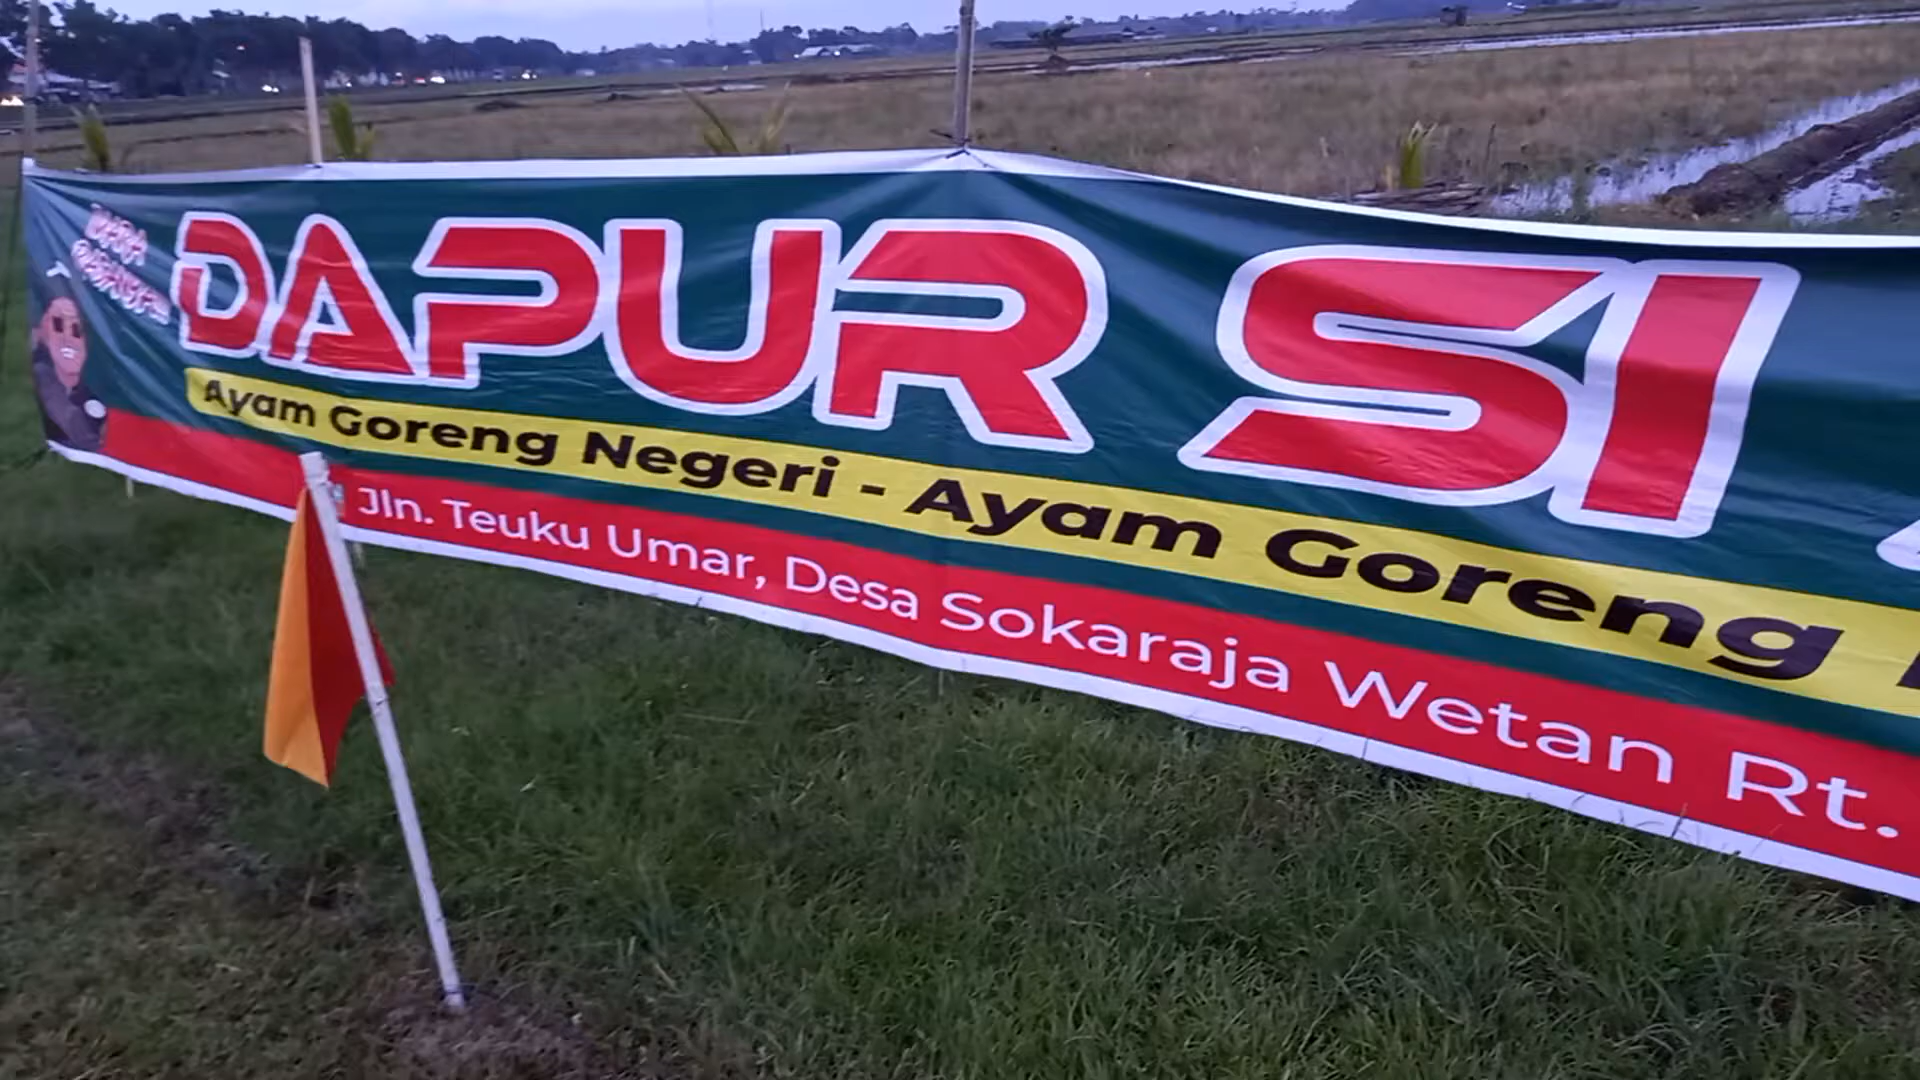 DAPUR SI
Ayam Goreng Negeri - Ayam Goreng
Jln. Teuku Umar, Desa Sokaraja Wetan Rt.